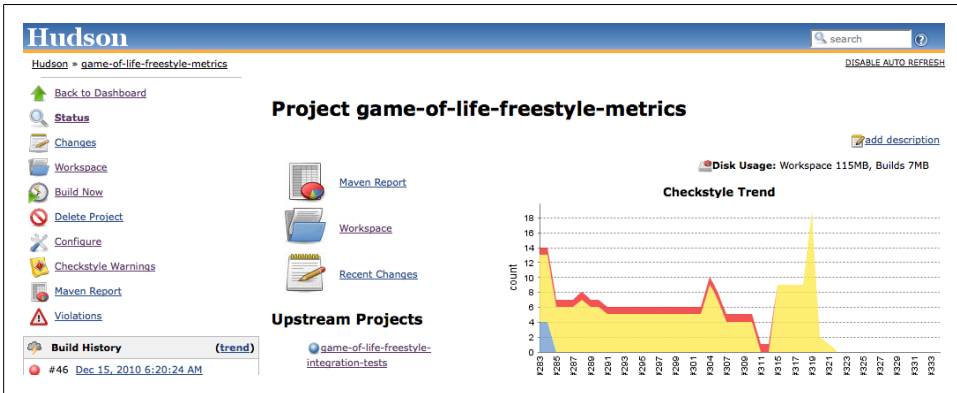 Hudson
search
?
Hudson » game-of-life-freestyle-metrics
DISABLE AUTO REFRESH
Back to Dashboard
Status
Changes
Workspace
Build Now
Delete Project
Configure
Checkstyle Warnings
Maven Report
Violations
Build History (trend)
#46 Dec 15, 2010 6:20:24 AM
Project game-of-life-freestyle-metrics
add description
Disk Usage: Workspace 115MB, Builds 7MB
Maven Report
Workspace
Recent Changes
Upstream Projects
game-of-life-freestyle-
integration-tests
Checkstyle Trend
count
18
16
14
12
10
8
6
4
2
0
#283
#285
#287
#289
#291
#293
#295
#297
#299
#301
#304
#307
#309
#311
#315
#317
#319
#321
#323
#325
#327
#329
#331
#333